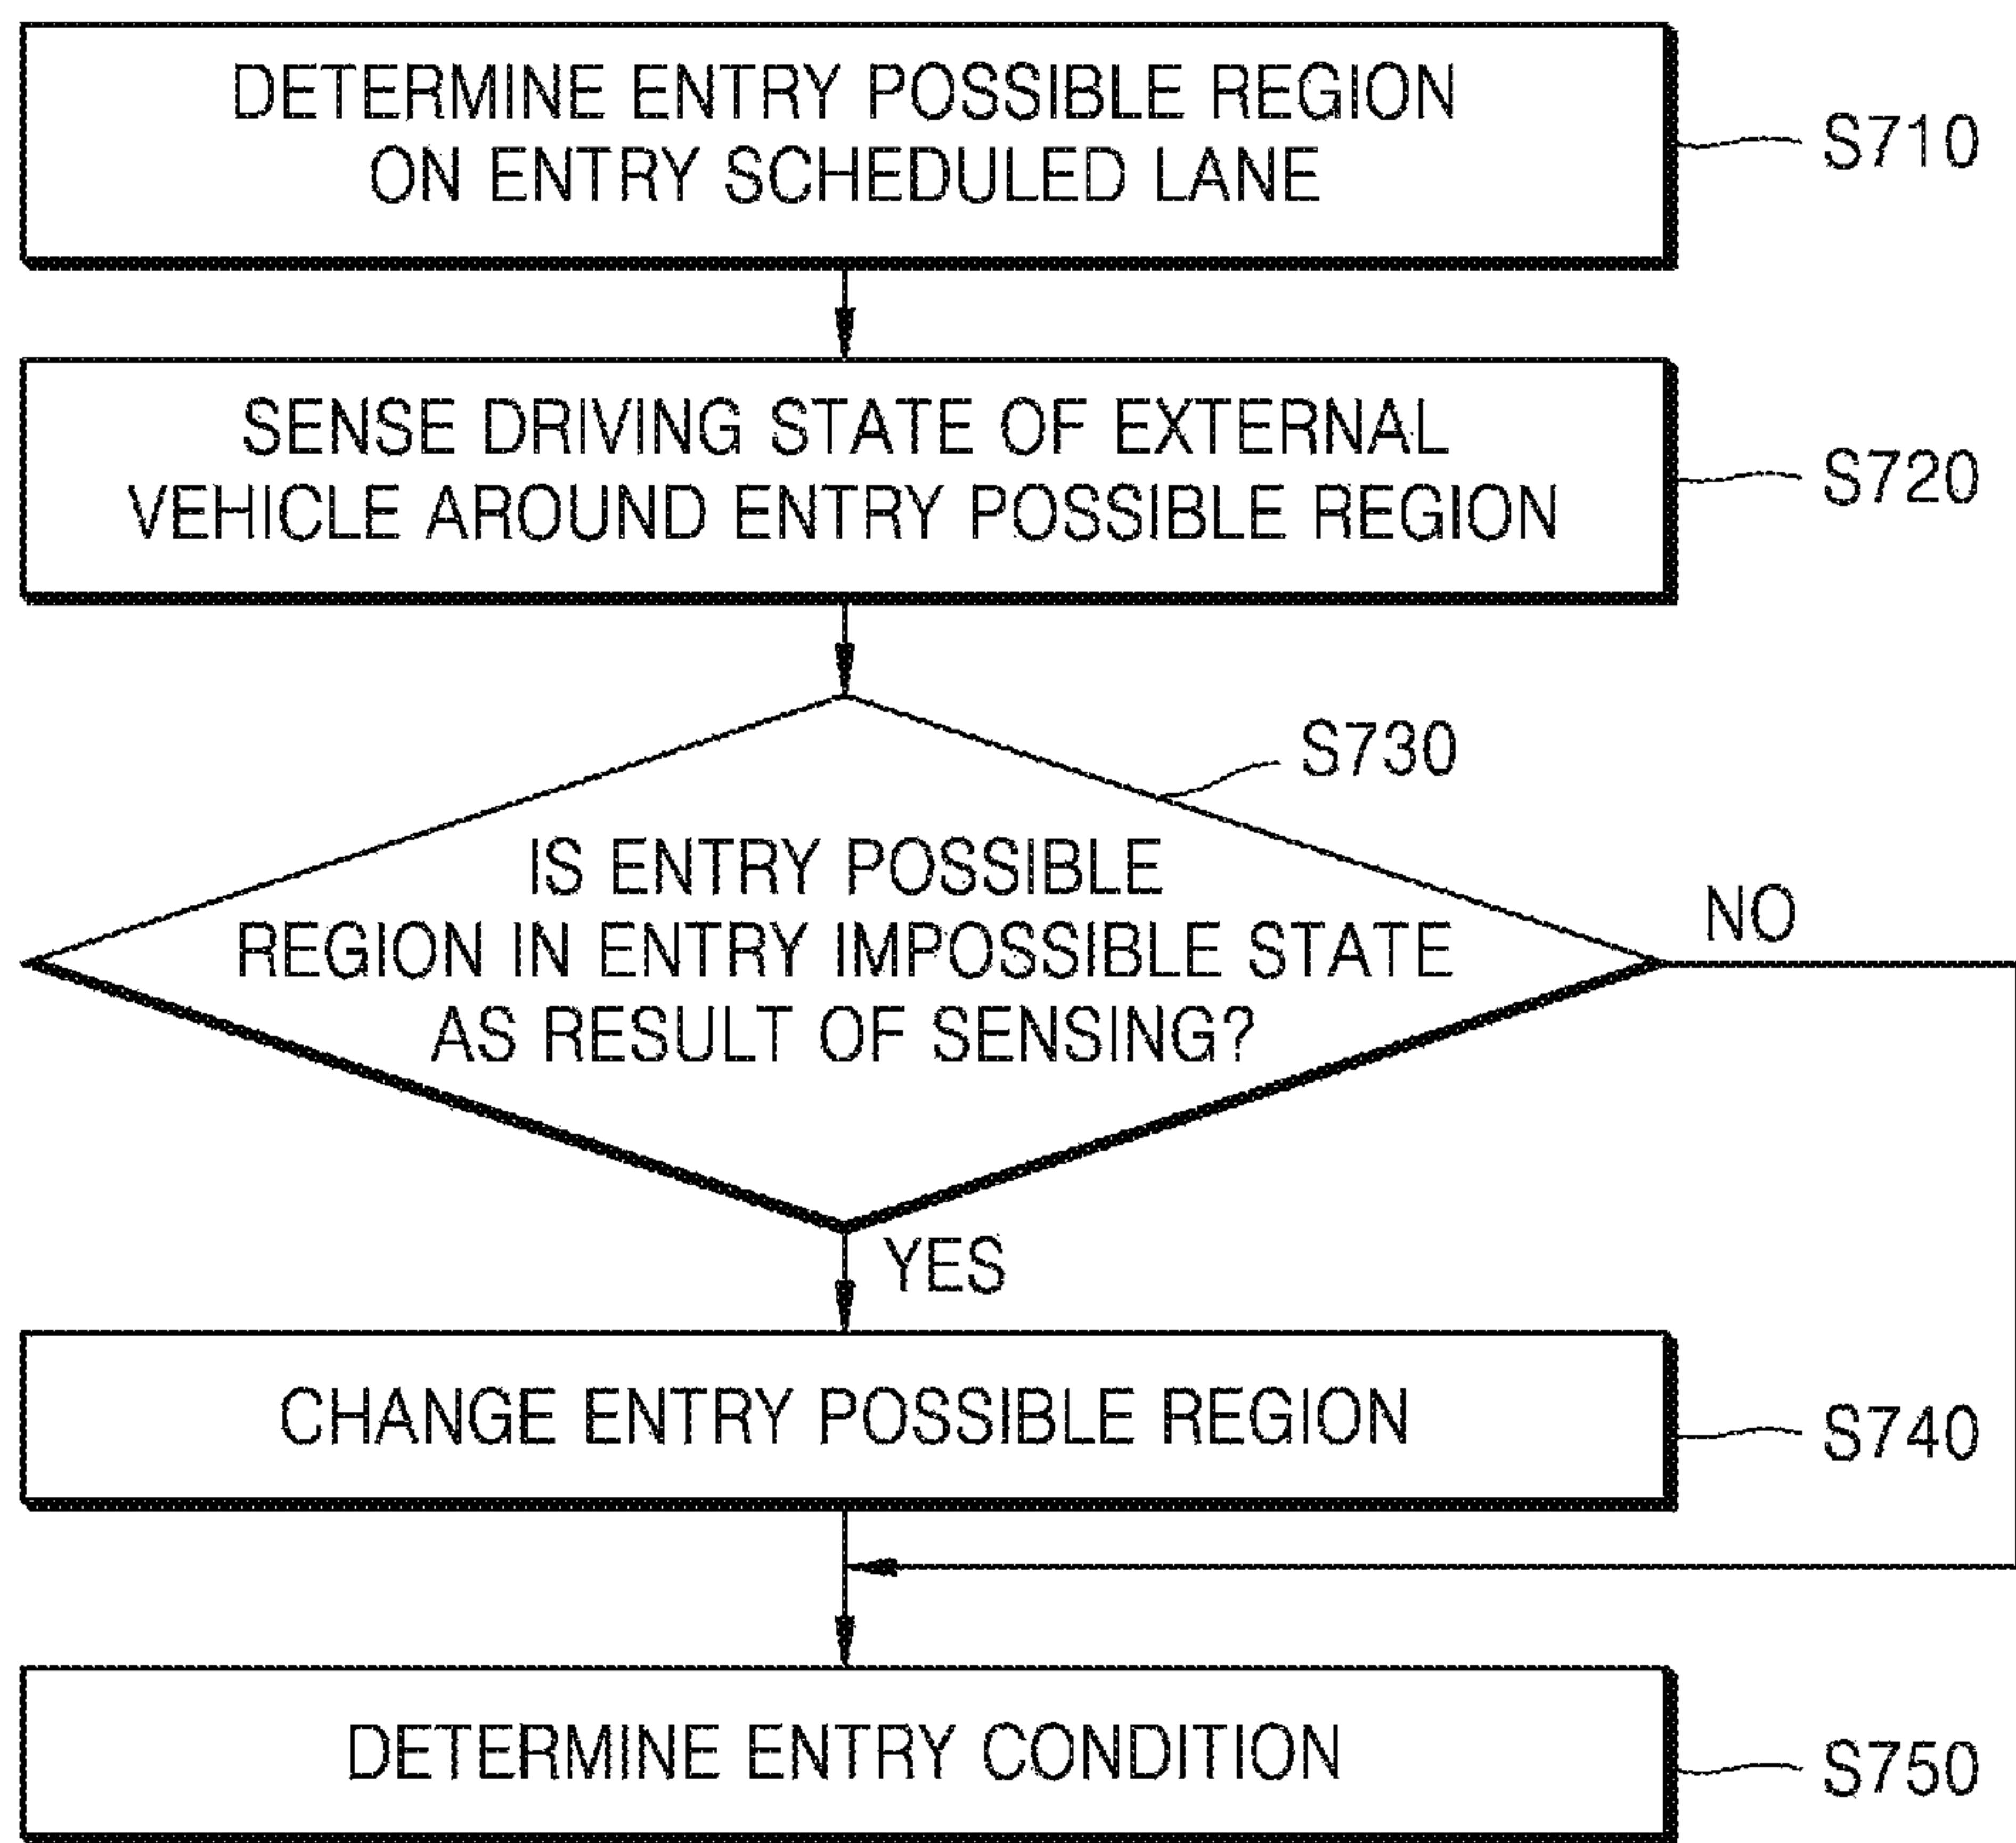 DETERMINE ENTRY POSSIBLE REGION
ON ENTRY SCHEDULED LANE
S710
SENSE DRIVING STATE OF EXTERNAL
VEHICLE AROUND ENTRY POSSIBLE REGION
S720
S730
IS ENTRY POSSIBLE
REGION IN ENTRY IMPOSSIBLE STATE
AS RESULT OF SENSING?
NO
YES
CHANGE ENTRY POSSIBLE REGION
S740
DETERMINE ENTRY CONDITION
S750